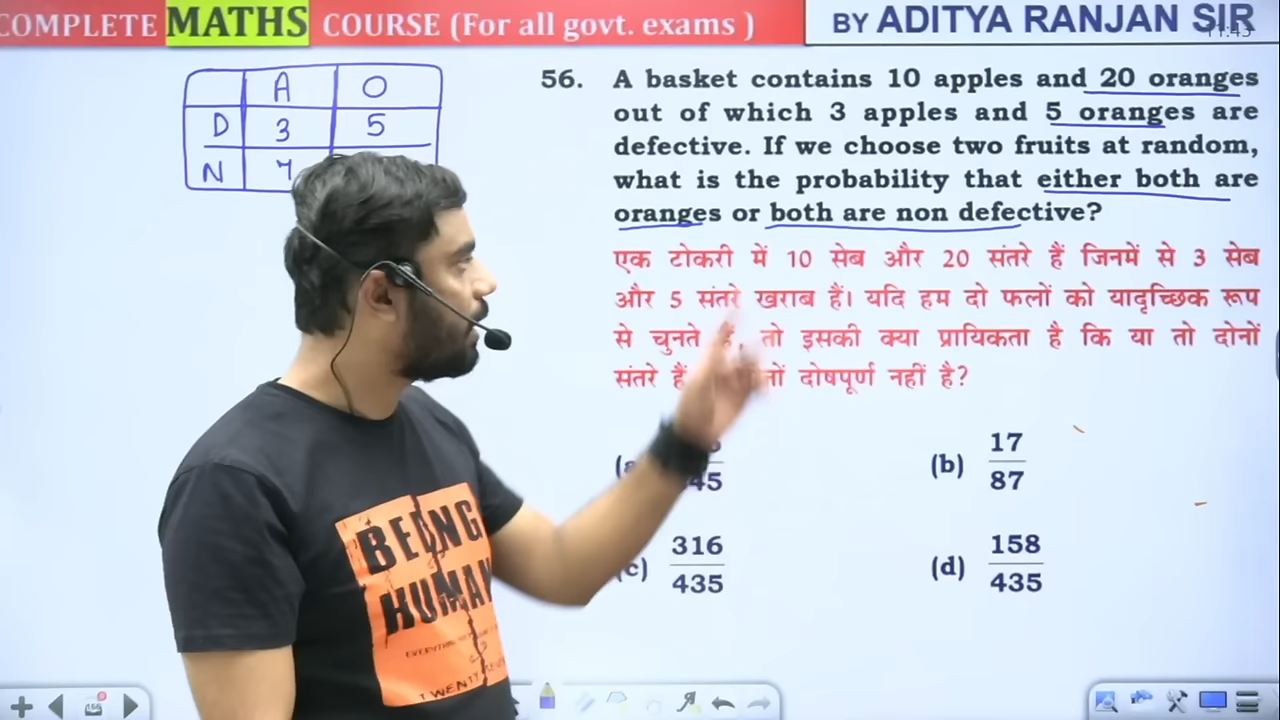 COMPLETE MATHS COURSE (For all govt. exams )
BY ADITYA RANJAN SIR
11:45
A O
D 3 5
N 7
56. A basket contains 10 apples and 20 oranges
out of which 3 apples and 5 oranges are
defective. If we choose two fruits at random,
what is the probability that either both are
oranges or both are non defective?
एक टोकरी में 10 सेब और 20 संतरे हैं जिनमें से 3 सेब
और 5 संतरे खराब हैं। यदि हम दो फलों को यादृच्छिक रूप
से चुनते हैं, तो इसकी क्या प्रायिकता है कि या तो दोनों
संतरे हैं दोषपूर्ण नहीं है?
(b) 17
87
(c) 316
435
(d) 158
435
BEING
HUMAN